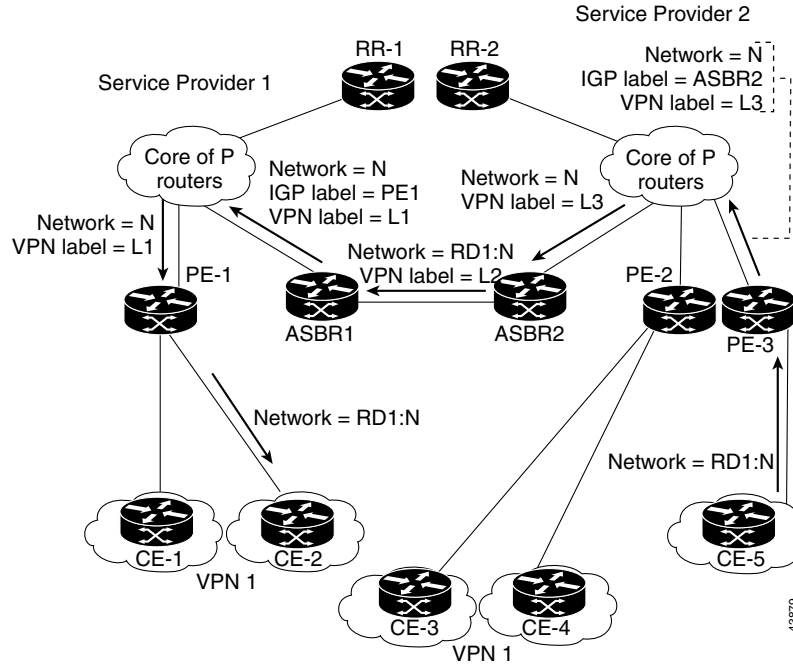 Service Provider 2
RR-1
RR-2
Network = N
IGP label = ASBR2
VPN label = L3
Service Provider 1
Core of P
routers
Network = N
IGP label = PE1
VPN label = L1
Network = N
VPN label = L3
Core of P
routers
Network = N
VPN label = L1
Network = RD1:N
VPN label = L2
PE-1
PE-2
ASBR1
ASBR2
PE-3
Network = RD1:N
Network = RD1:N
CE-1
CE-2
CE-5
VPN 1
CE-3
CE-4
VPN 1